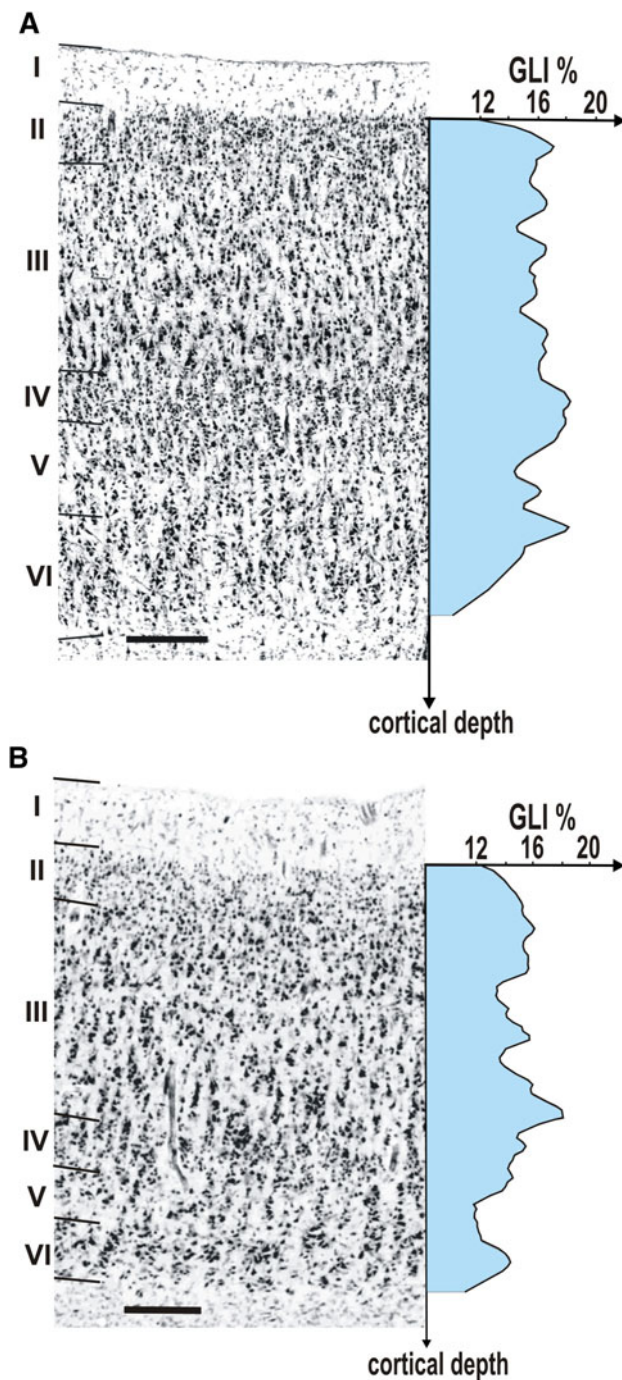 A
I
II
III
IV
V
VI
GLI %
12 16 20
cortical depth
B
I
II
III
IV
V
VI
GLI %
12 16 20
cortical depth